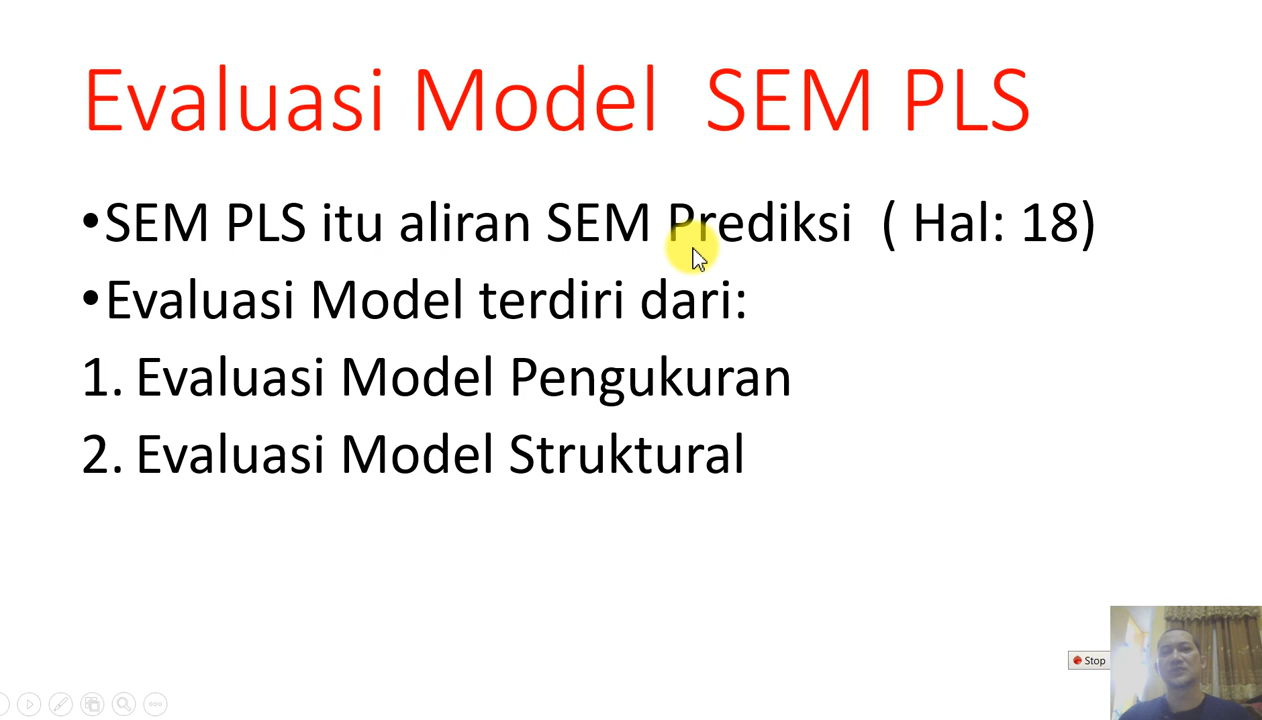 Evaluasi Model SEM PLS
•SEM PLS itu aliran SEM Prediksi ( Hal: 18)
•Evaluasi Model terdiri dari:
1. Evaluasi Model Pengukuran
2. Evaluasi Model Struktural
Stop